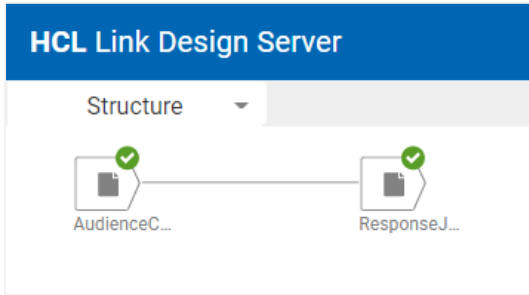 HCL Link Design Server
Structure
AudienceC...
ResponseJ...